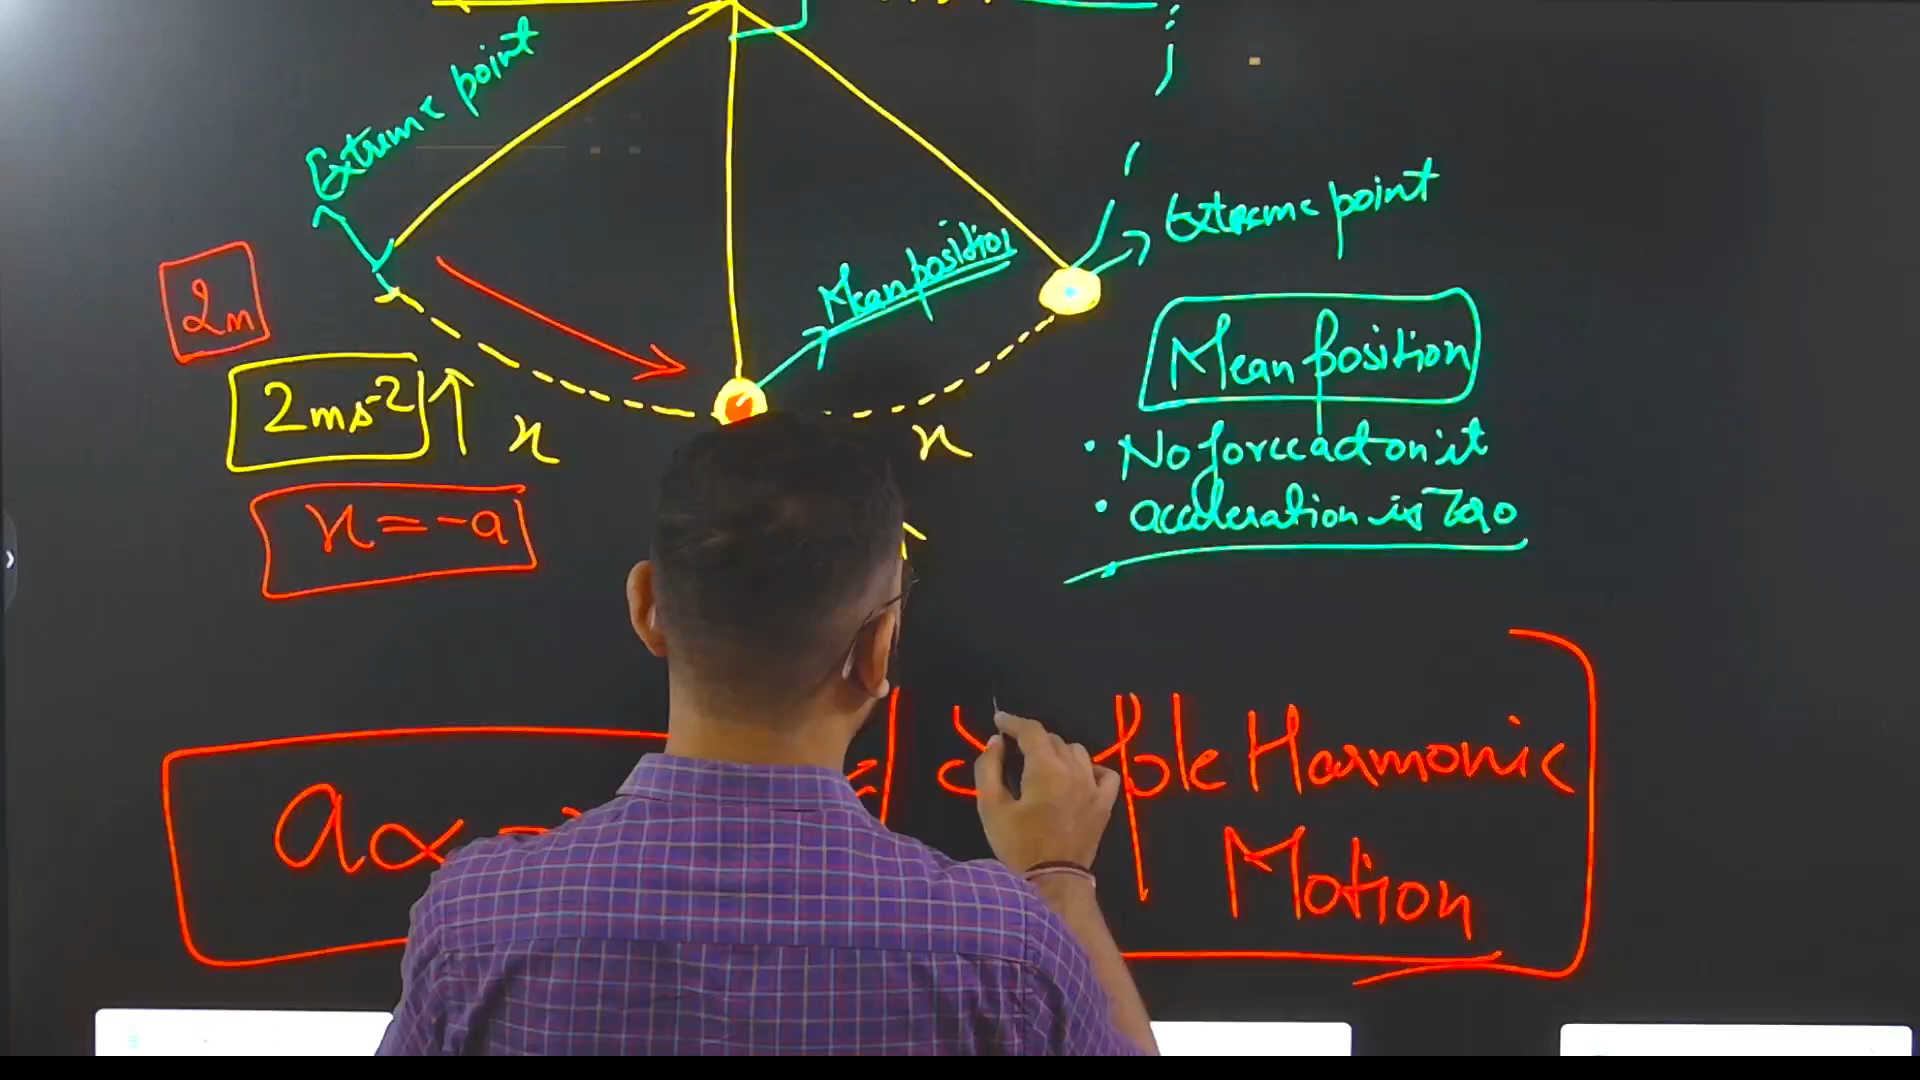 Extreme point
Extreme point
Mean position
2m
2ms-2
x
x
x = -a
Mean position
• No force act on it
• acceleration is Zero
a ∝ -
ple Harmonic
Motion